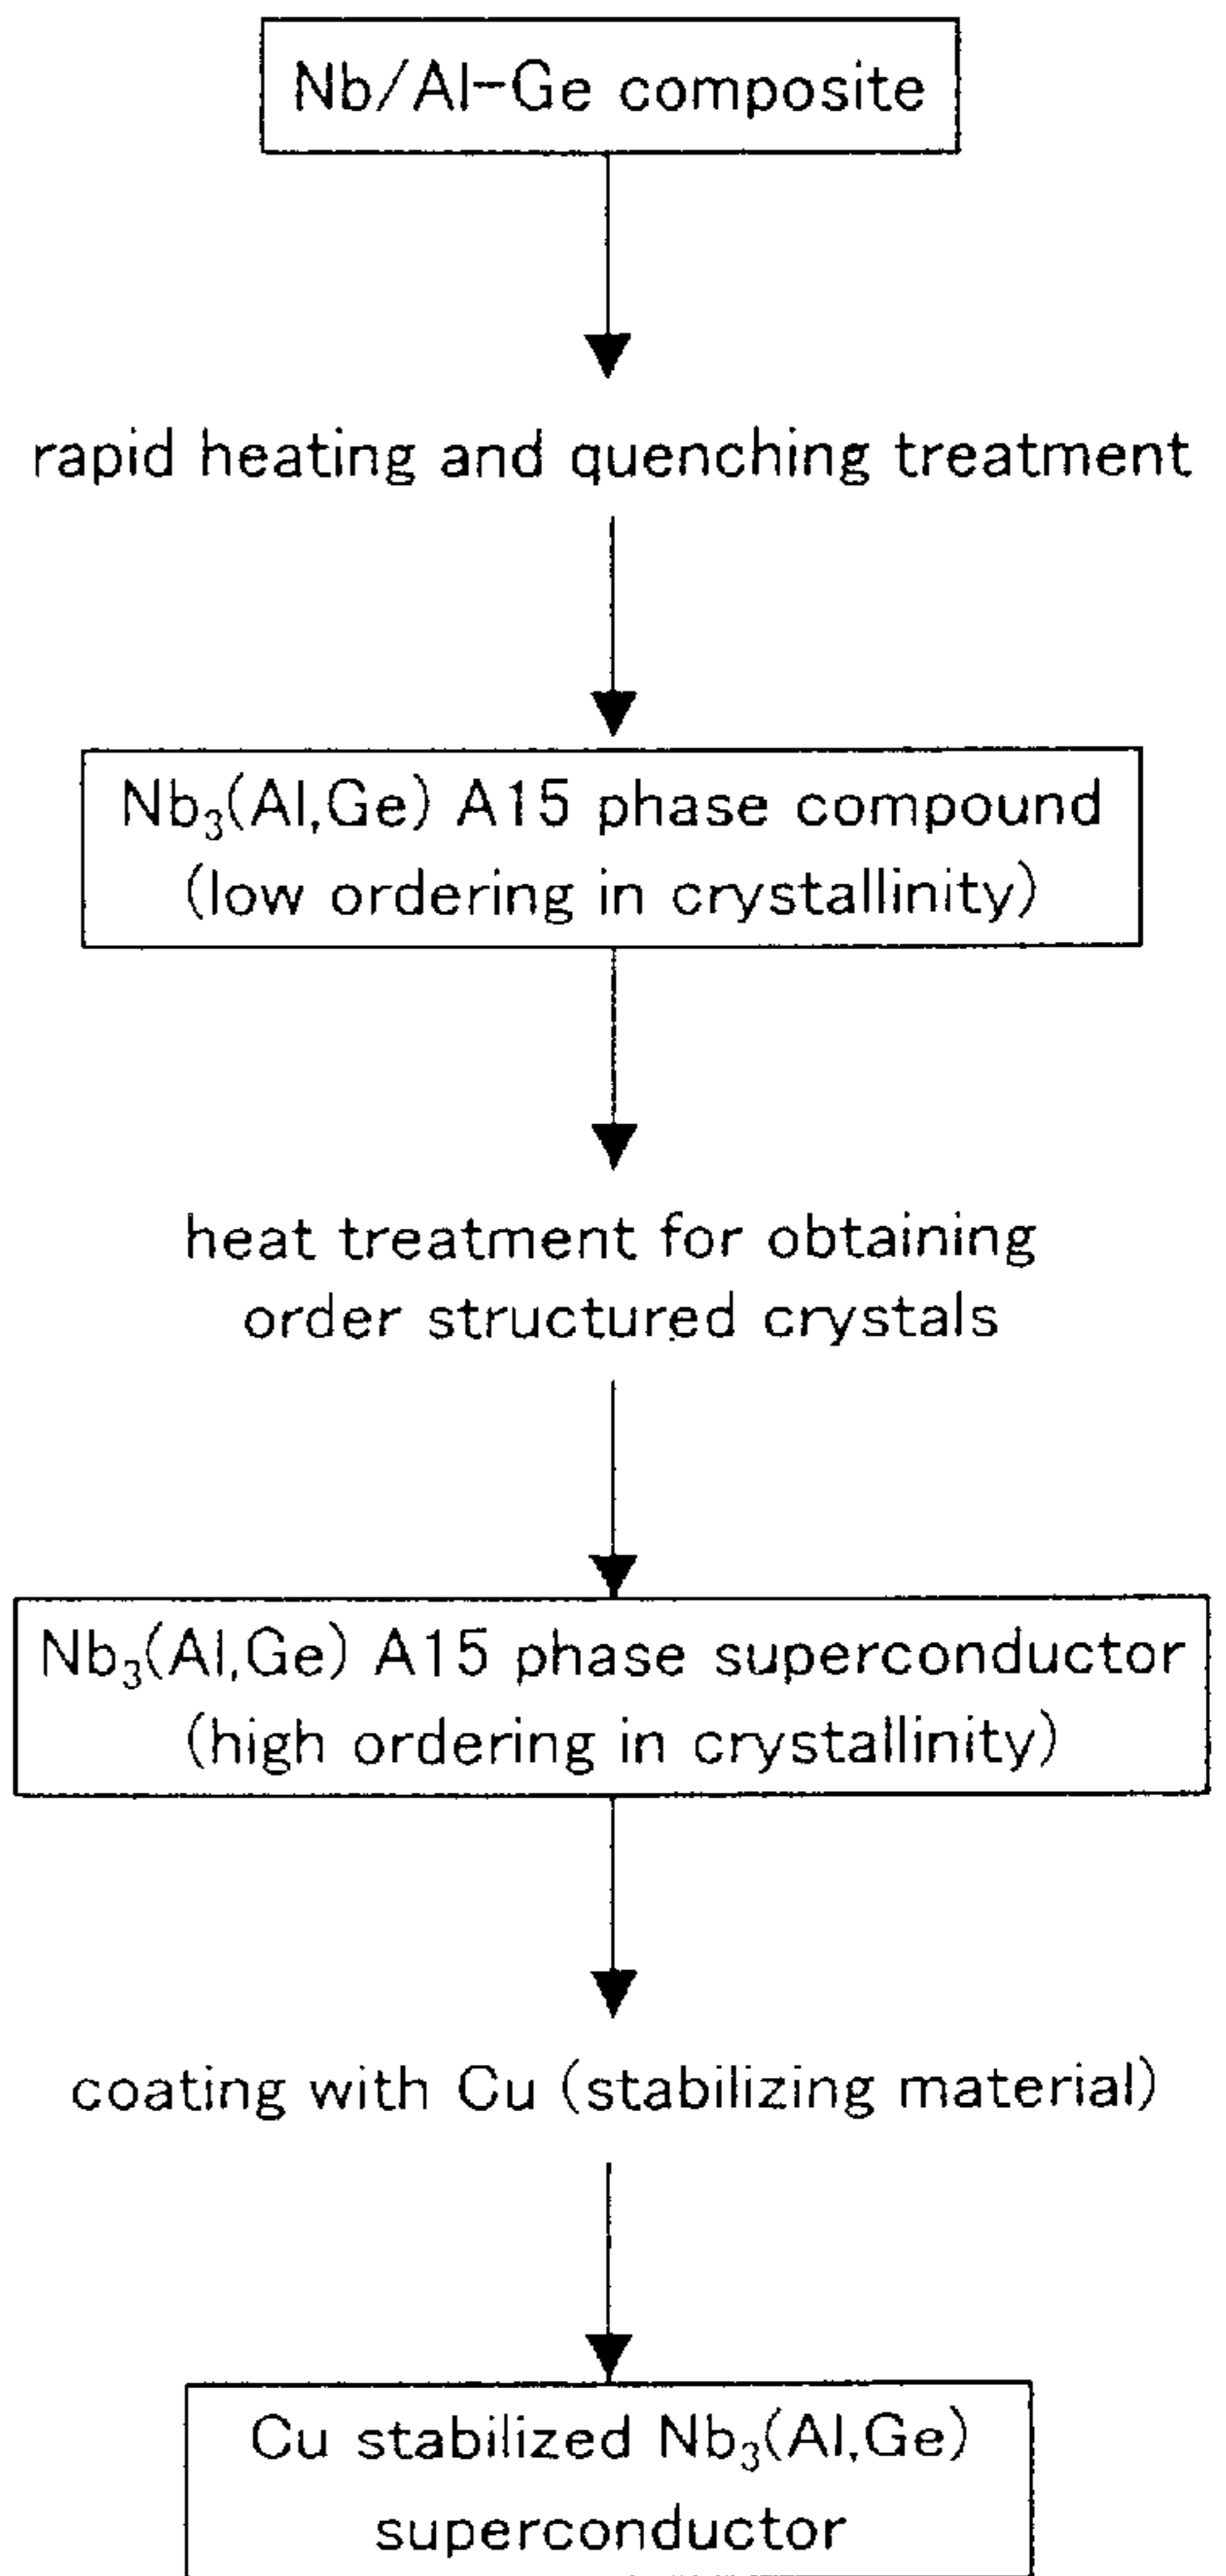 Nb/Al-Ge composite
rapid heating and quenching treatment
Nb₃(Al,Ge) A15 phase compound
(low ordering in crystallinity)
heat treatment for obtaining
order structured crystals
Nb₃(Al,Ge) A15 phase superconductor
(high ordering in crystallinity)
coating with Cu (stabilizing material)
Cu stabilized Nb₃(Al,Ge)
superconductor